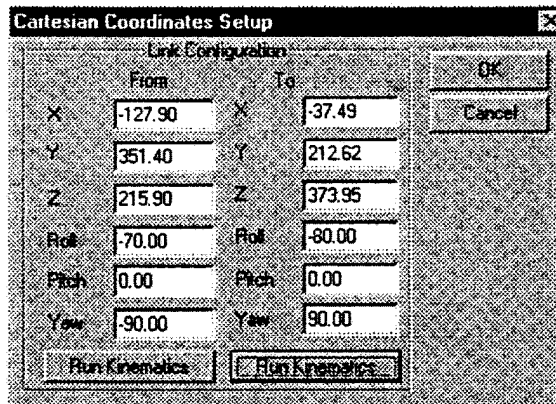 Cartesian Coordinates Setup
Link Configuration
From To
X -127.90 X -37.49
Y 351.40 Y 212.62
Z 215.90 Z 373.95
Roll -70.00 Roll -80.00
Pitch 0.00 Pitch 0.00
Yaw -90.00 Yaw 90.00
Run Kinematics Run Kinematics
OK
Cancel